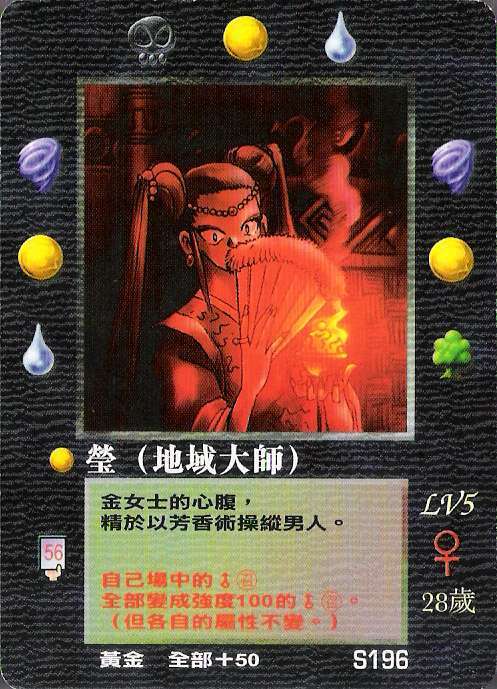 瑩（地域大師）
金女士的心腹，
精於以芳香術操縱男人。
LV5
56
自己場中的
全部變成強度100的
（但各自的屬性不變。）
28歲
黃金 全部＋50
S196